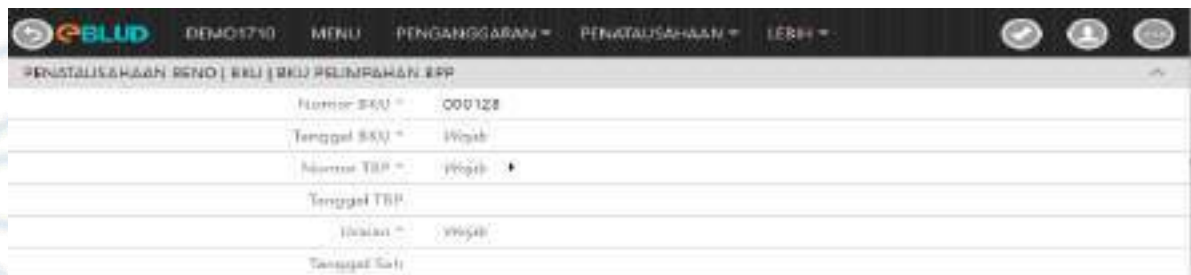 eBLUD DEMO1710 MENU PENGANGGARAN PENATAUSAHAAN LEBIH
PENATAUSAHAAN BEND | BKU | BKU PELIMPAHAN BPP
Nomor BKU * 000128
Tanggal BKU * Wajib
Nomor TBP * Wajib
Tanggal TBP
Uraian * Wajib
Tanggal Sah